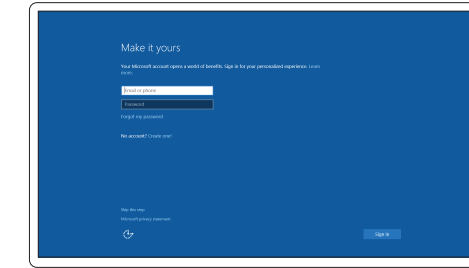 Make it yours
Your Microsoft account opens a world of benefits. Sign in for your personalized experience. Learn
more.
Email or phone
Password
Forgot my password
No account? Create one!
Skip this step
Microsoft privacy statement
Sign in